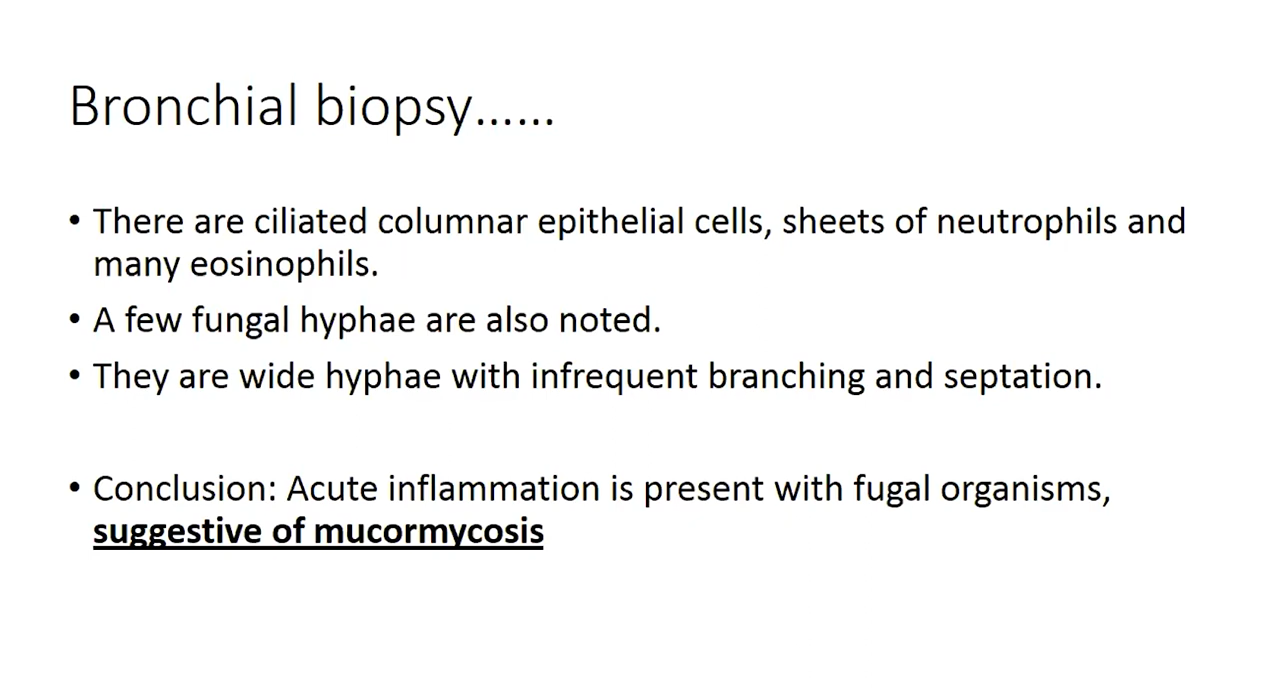 Bronchial biopsy......
• There are ciliated columnar epithelial cells, sheets of neutrophils and
many eosinophils.
• A few fungal hyphae are also noted.
• They are wide hyphae with infrequent branching and septation.
• Conclusion: Acute inflammation is present with fugal organisms,
suggestive of mucormycosis